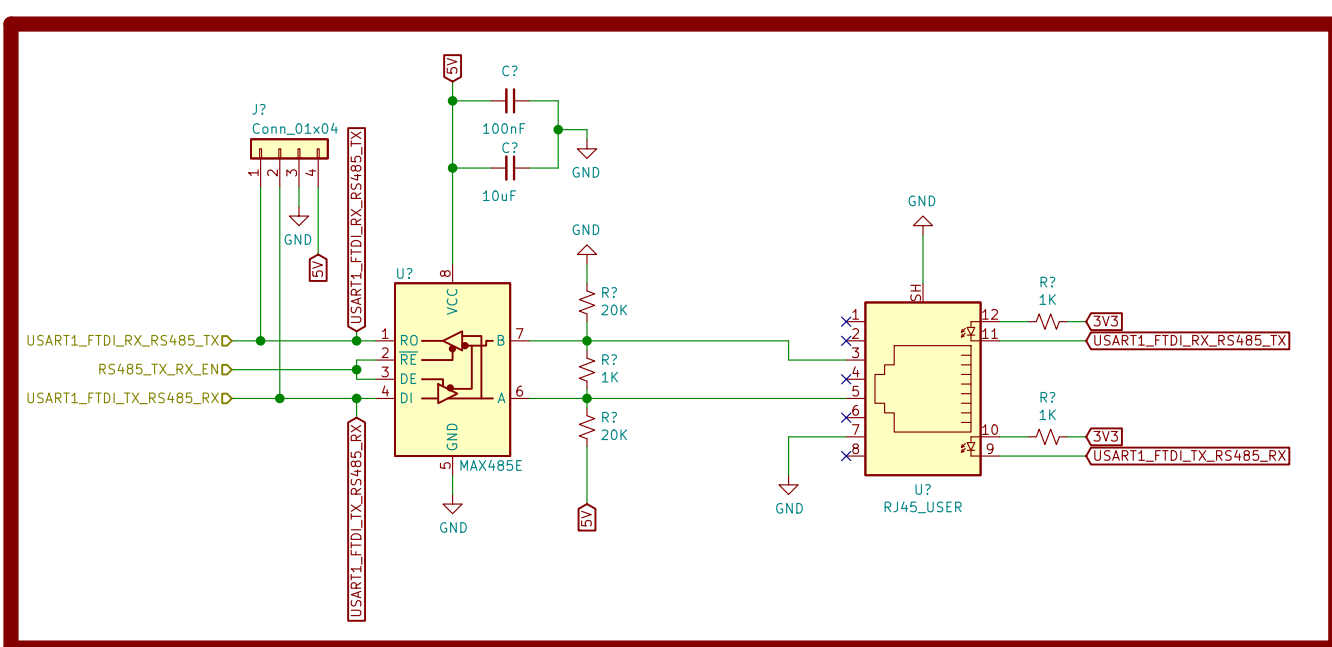 5V
C?
100nF
C?
10uF
GND
J?
Conn_01x04
1
2
3
4
GND
5V
USART1_FTDI_RX_RS485_TX
GND
R?
20K
R?
1K
R?
20K
5V
U?
8
VCC
USART1_FTDI_RX_RS485_TX
1
RO
B
7
2
RE
RS485_TX_RX_EN
3
DE
USART1_FTDI_TX_RS485_RX
4
DI
A
6
GND
5
MAX485E
GND
USART1_FTDI_TX_RS485_RX
GND
SH
1
2
3
4
5
6
7
8
GND
12
11
10
9
R?
1K
3V3
USART1_FTDI_RX_RS485_TX
R?
1K
3V3
USART1_FTDI_TX_RS485_RX
U?
RJ45_USER